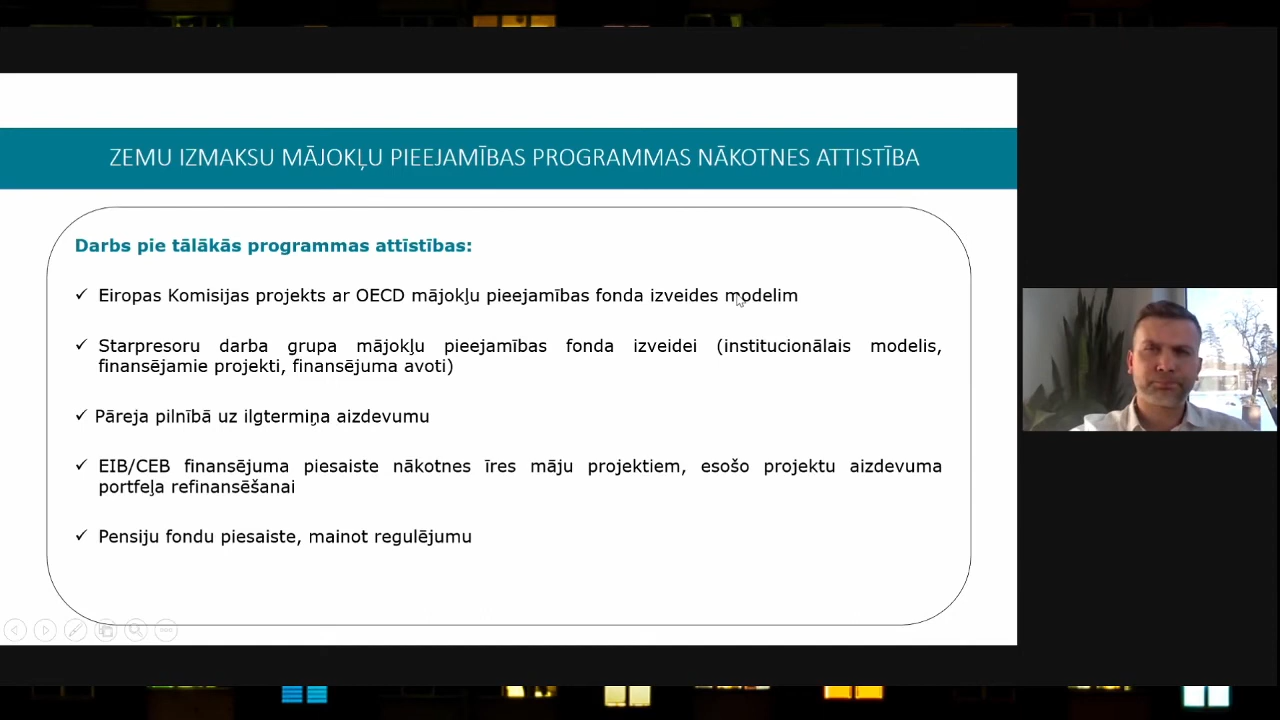 ZEMU IZMAKSU MĀJOKĻU PIEEJAMĪBAS PROGRAMMAS NĀKOTNES ATTISTĪBA
Darbs pie tālākās programmas attīstības:
✓ Eiropas Komisijas projekts ar OECD mājokļu pieejamības fonda izveides modelim
✓ Starpresoru darba grupa mājokļu pieejamības fonda izveidei (institucionālais modelis,
finansējamie projekti, finansējuma avoti)
✓ Pāreja pilnībā uz ilgtermiņa aizdevumu
✓ EIB/CEB finansējuma piesaiste nākotnes īres māju projektiem, esošo projektu aizdevuma
portfeļa refinansēšanai
✓ Pensiju fondu piesaiste, mainot regulējumu